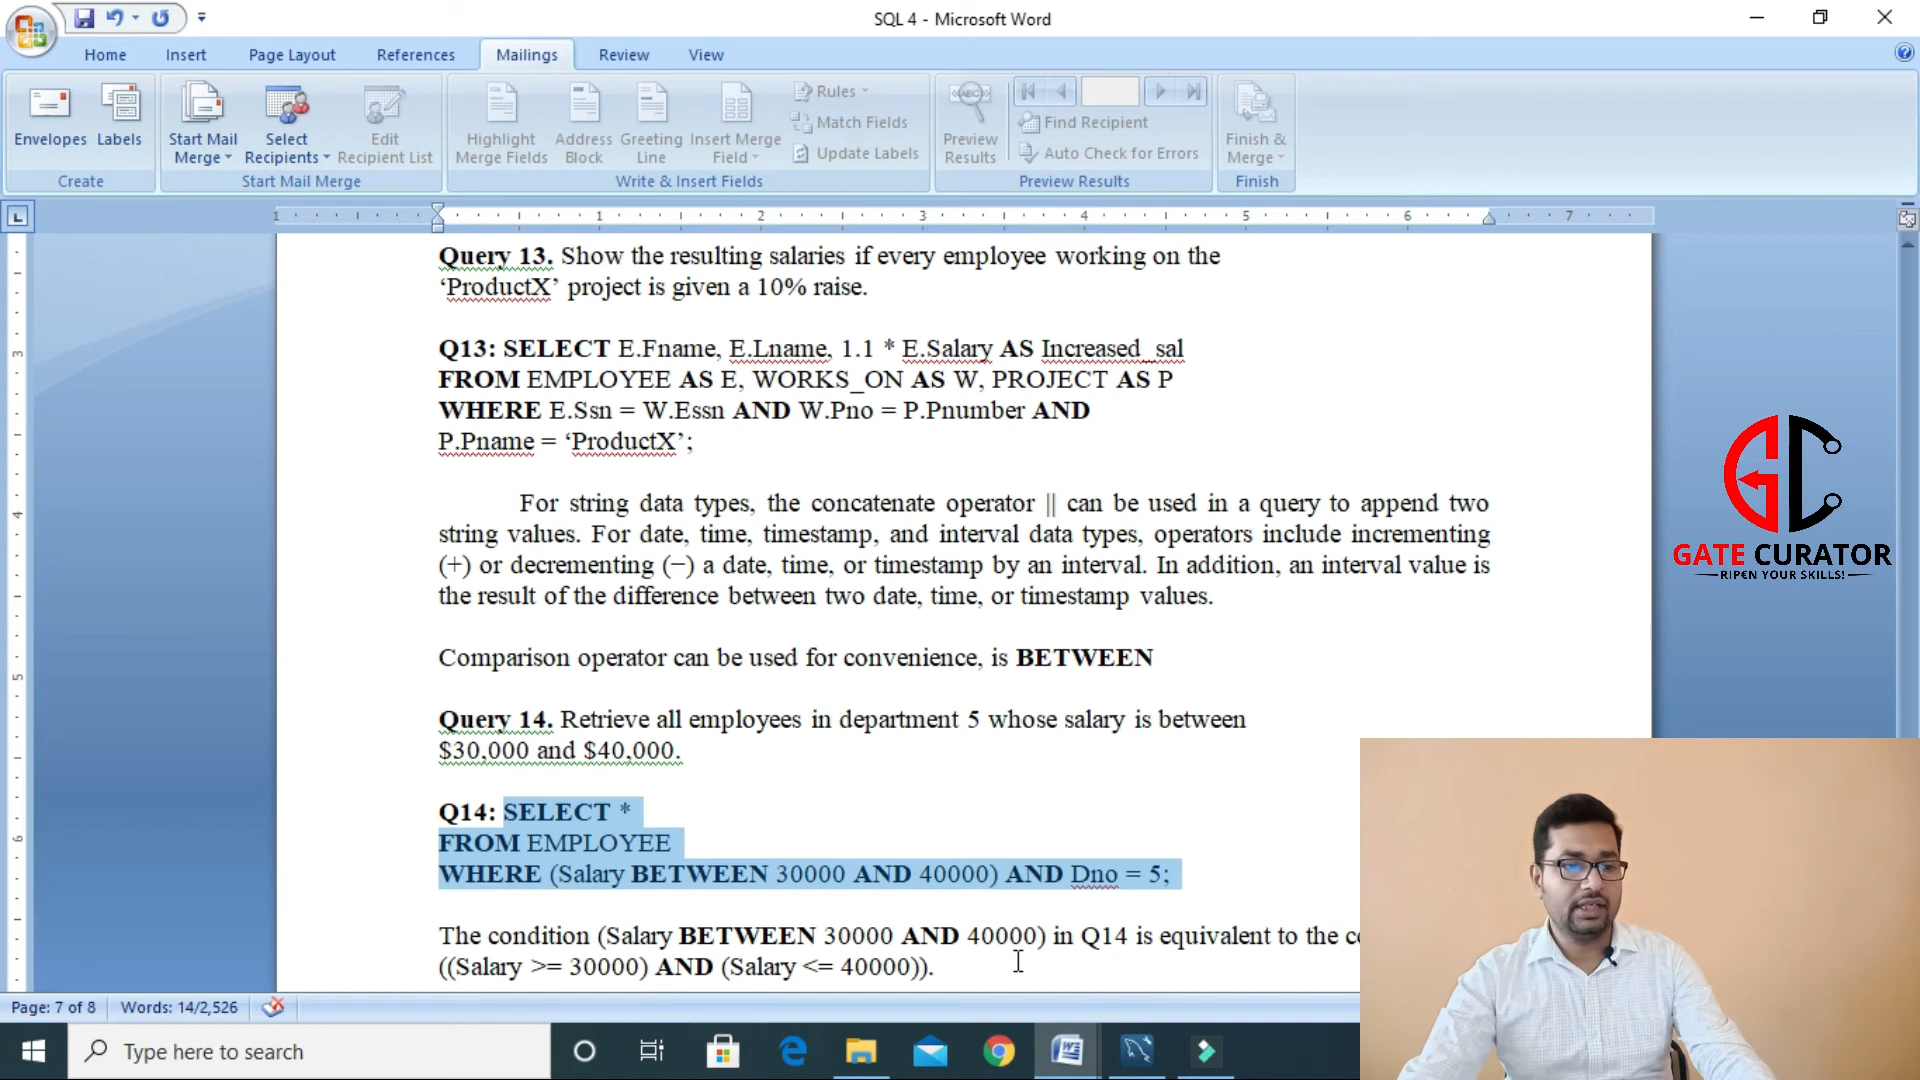 SQL 4 - Microsoft Word
Home Insert Page Layout References Mailings Review View
Envelopes Labels Start Mail Merge Select Recipients Edit Recipient List Highlight Merge Fields Address Block Greeting Line Insert Merge Field Rules Match Fields Update Labels Preview Results Find Recipient Auto Check for Errors Finish & Merge
Create Start Mail Merge Write & Insert Fields Preview Results Finish
1 1 2 3 4 5 6 7
Query 13. Show the resulting salaries if every employee working on the
‘ProductX’ project is given a 10% raise.
Q13: SELECT E.Fname, E.Lname, 1.1 * E.Salary AS Increased_sal
FROM EMPLOYEE AS E, WORKS_ON AS W, PROJECT AS P
WHERE E.Ssn = W.Essn AND W.Pno = P.Pnumber AND
P.Pname = ‘ProductX’;
For string data types, the concatenate operator || can be used in a query to append two
string values. For date, time, timestamp, and interval data types, operators include incrementing
(+) or decrementing (−) a date, time, or timestamp by an interval. In addition, an interval value is
the result of the difference between two date, time, or timestamp values.
Comparison operator can be used for convenience, is BETWEEN
Query 14. Retrieve all employees in department 5 whose salary is between
$30,000 and $40,000.
Q14: SELECT *
FROM EMPLOYEE
WHERE (Salary BETWEEN 30000 AND 40000) AND Dno = 5;
The condition (Salary BETWEEN 30000 AND 40000) in Q14 is equivalent to the
((Salary >= 30000) AND (Salary <= 40000)).
GC
GATE CURATOR
RIP€N YOUR SKILLS!
Page: 7 of 8 Words: 14/2,526
Type here to search